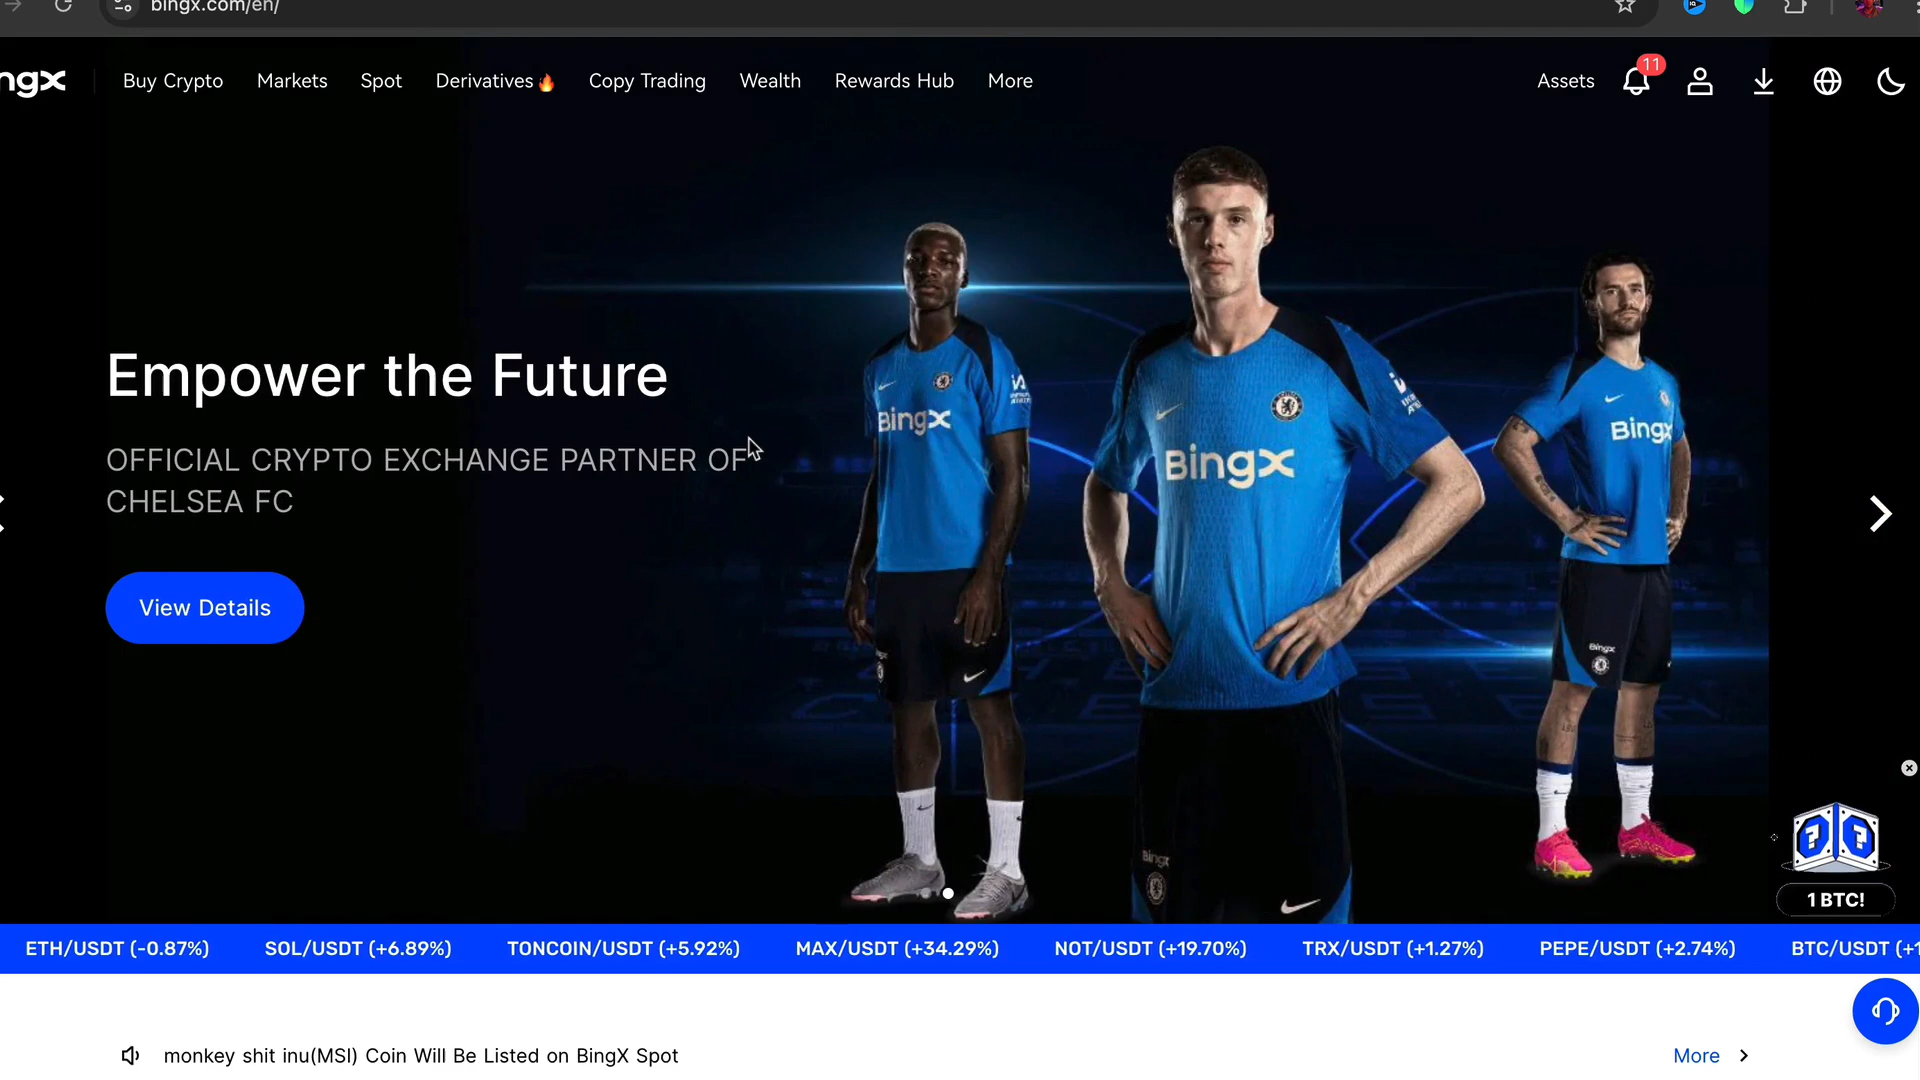 bingx.com/en/
ngx
Buy Crypto
Markets
Spot
Derivatives🔥
Copy Trading
Wealth
Rewards Hub
More
Assets
11
Empower the Future
OFFICIAL CRYPTO EXCHANGE PARTNER OF
CHELSEA FC
View Details
BingX
BingX
BingX
BingX
BingX
1 BTC!
ETH/USDT (-0.87%)
SOL/USDT (+6.89%)
TONCOIN/USDT (+5.92%)
MAX/USDT (+34.29%)
NOT/USDT (+19.70%)
TRX/USDT (+1.27%)
PEPE/USDT (+2.74%)
BTC/USDT (+1
monkey shit inu(MSI) Coin Will Be Listed on BingX Spot
More